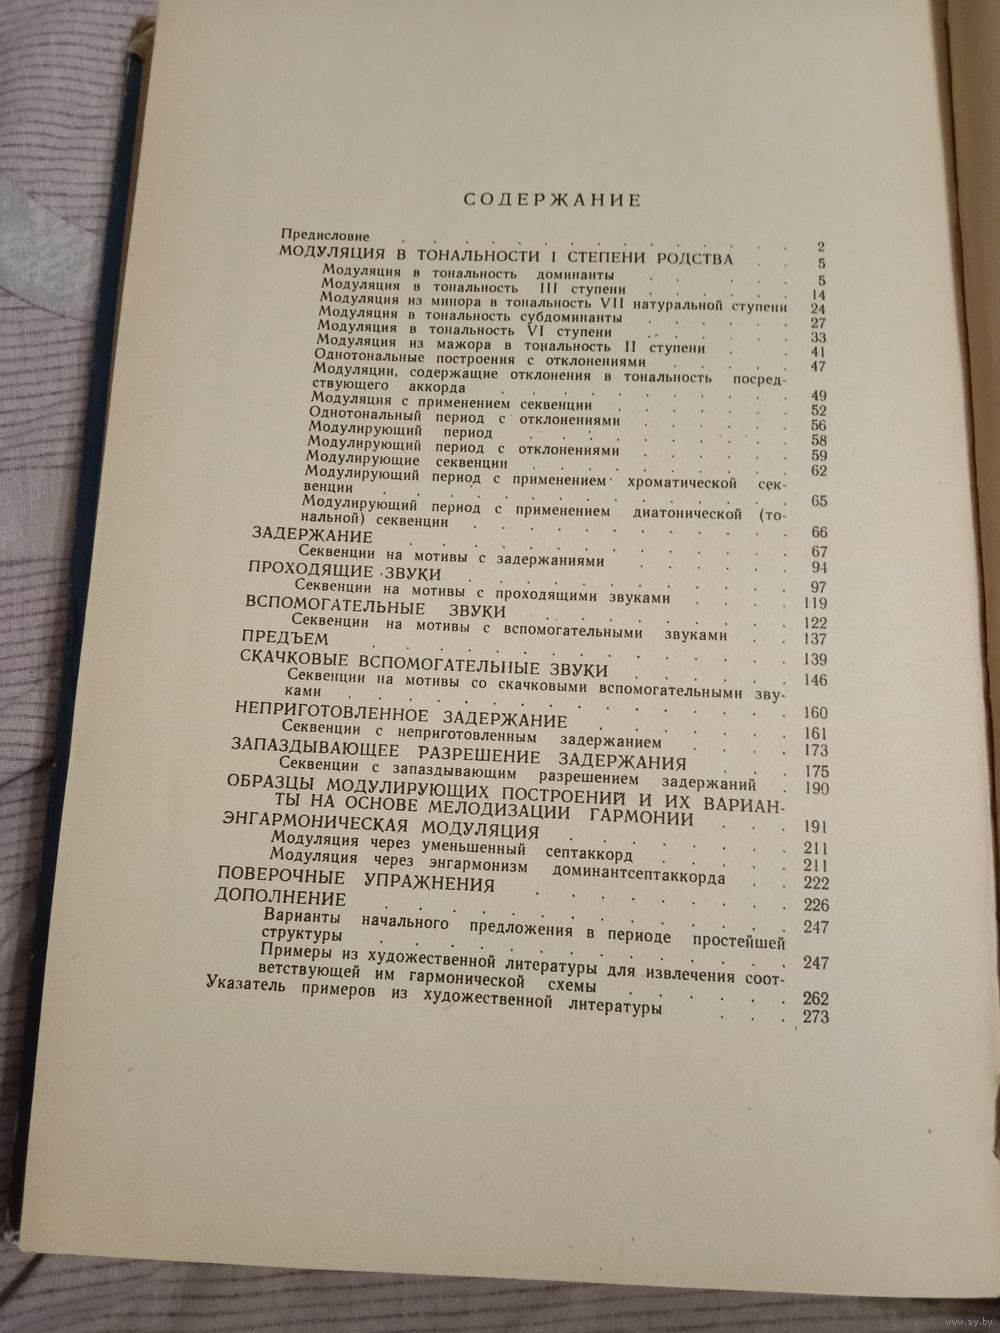 СОДЕРЖАНИЕ
Предисловие . . . . . . . . . . . . . . 2
МОДУЛЯЦИЯ В ТОНАЛЬНОСТИ I СТЕПЕНИ РОДСТВА . . 5
Модуляция в тональность доминанты . . . . . 5
Модуляция в тональность III ступени . . . . . 14
Модуляция из минора в тональность VII натуральной ступени 24
Модуляция в тональность субдоминанты . . . . . 27
Модуляция в тональность VI ступени . . . . . 33
Модуляция из мажора в тональность II ступени . . 41
Однотональные построения с отклонениями . . . . 47
Модуляции, содержащие отклонения в тональность посред-
ствующего аккорда . . . . . . . . . . 49
Модуляция с применением секвенции . . . . . 52
Однотональный период с отклонениями . . . . . 56
Модулирующий период . . . . . . . . . 58
Модулирующий период с отклонениями . . . . . 59
Модулирующие секвенции . . . . . . . . 62
Модулирующий период с применением хроматической сек-
венции . . . . . . . . . . . . . 65
Модулирующий период с применением диатонической (то-
нальной) секвенции . . . . . . . . . . 66
ЗАДЕРЖАНИЕ . . . . . . . . . . . . 67
Секвенции на мотивы с задержаниями . . . . . 94
ПРОХОДЯЩИЕ ЗВУКИ . . . . . . . . . . 97
Секвенции на мотивы с проходящими звуками . . . . 119
ВСПОМОГАТЕЛЬНЫЕ ЗВУКИ . . . . . . . . 122
Секвенции на мотивы с вспомогательными звуками . . 137
ПРЕДЪЕМ . . . . . . . . . . . . . 139
СКАЧКОВЫЕ ВСПОМОГАТЕЛЬНЫЕ ЗВУКИ . . . . . 146
Секвенции на мотивы со скачковыми вспомогательными зву-
ками . . . . . . . . . . . . . 160
НЕПРИГОТОВЛЕННОЕ ЗАДЕРЖАНИЕ . . . . . . 161
Секвенции с неприготовленным задержанием . . . . 173
ЗАПАЗДЫВАЮЩЕЕ РАЗРЕШЕНИЕ ЗАДЕРЖАНИЯ . . . 175
Секвенции с запаздывающим разрешением задержаний . 190
ОБРАЗЦЫ МОДУЛИРУЮЩИХ ПОСТРОЕНИЙ И ИХ ВАРИАН-
ТЫ НА ОСНОВЕ МЕЛОДИЗАЦИИ ГАРМОНИИ . . . 191
ЭНГАРМОНИЧЕСКАЯ МОДУЛЯЦИЯ . . . . . . . 211
Модуляция через уменьшенный септаккорд . . . . . 211
Модуляция через энгармонизм доминантсептаккорда . . 222
ПОВЕРОЧНЫЕ УПРАЖНЕНИЯ . . . . . . . . 226
ДОПОЛНЕНИЕ . . . . . . . . . . . . 247
Варианты начального предложения в периоде простейшей
структуры . . . . . . . . . . . . 247
Примеры из художественной литературы для извлечения соот-
ветствующей им гармонической схемы . . . . . . 262
Указатель примеров из художественной литературы . . . 273
www.ay.by